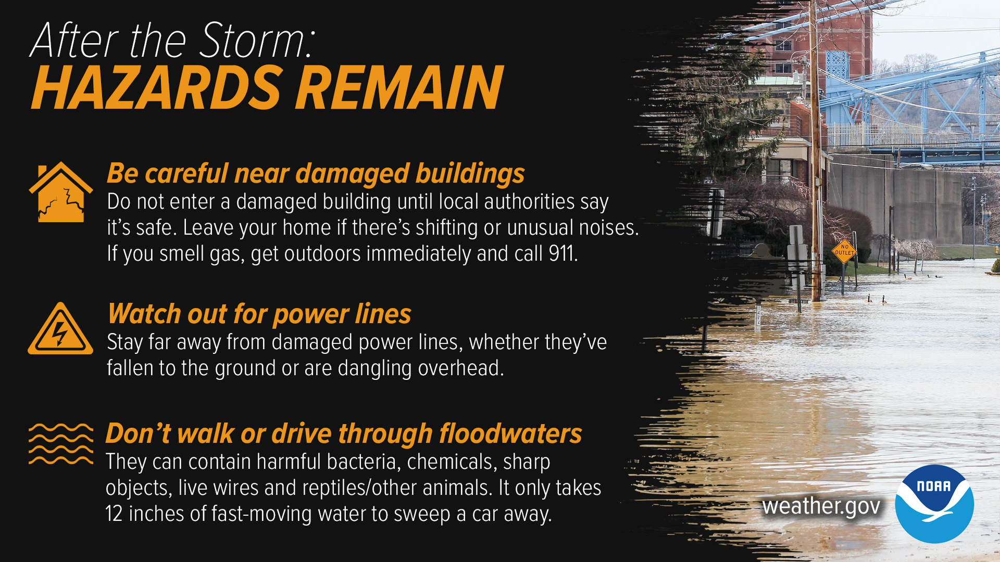 After the Storm:
HAZARDS REMAIN
Be careful near damaged buildings
Do not enter a damaged building until local authorities say
it's safe. Leave your home if there's shifting or unusual noises.
If you smell gas, get outdoors immediately and call 911.
Watch out for power lines
Stay far away from damaged power lines, whether they've
fallen to the ground or are dangling overhead.
Don't walk or drive through floodwaters
They can contain harmful bacteria, chemicals, sharp
objects, live wires and reptiles/other animals. It only takes
12 inches of fast-moving water to sweep a car away.
NO
OUTLET
weather.gov
NOAA